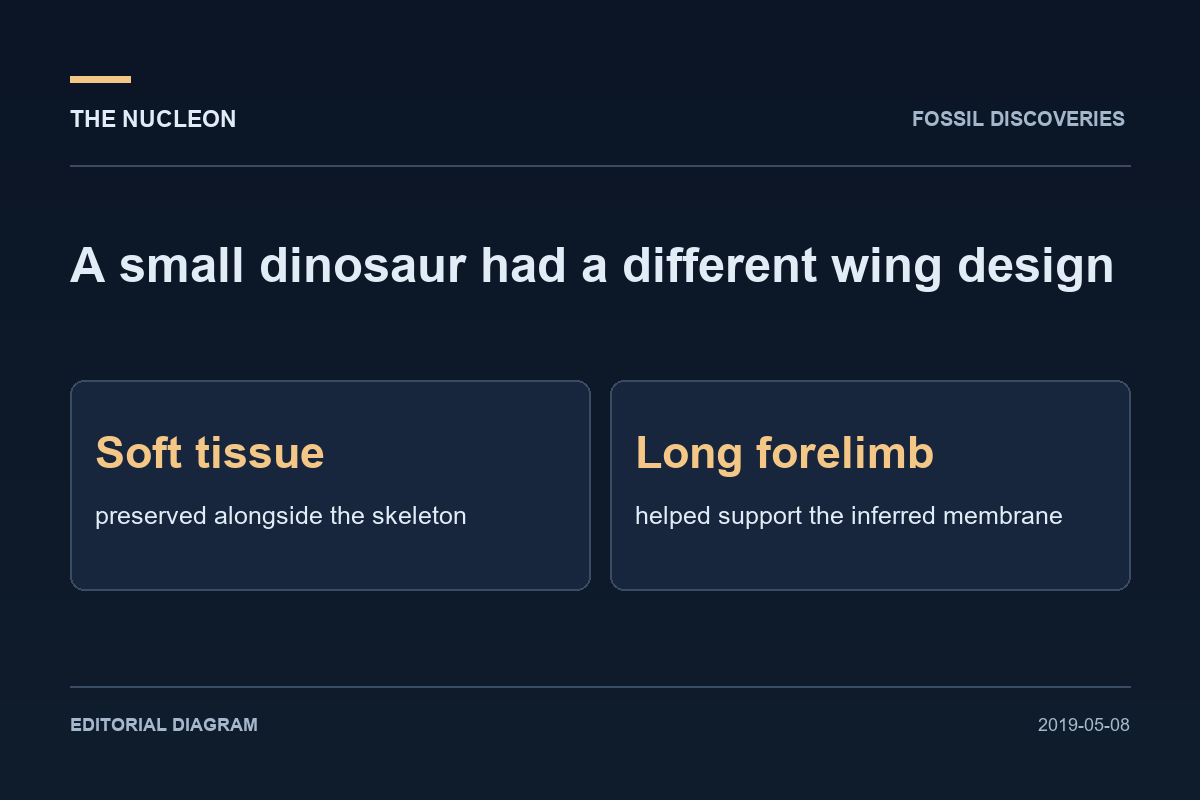 THE NUCLEON
FOSSIL DISCOVERIES
A small dinosaur had a different wing design
Soft tissue
preserved alongside the skeleton
Long forelimb
helped support the inferred membrane
EDITORIAL DIAGRAM
2019-05-08